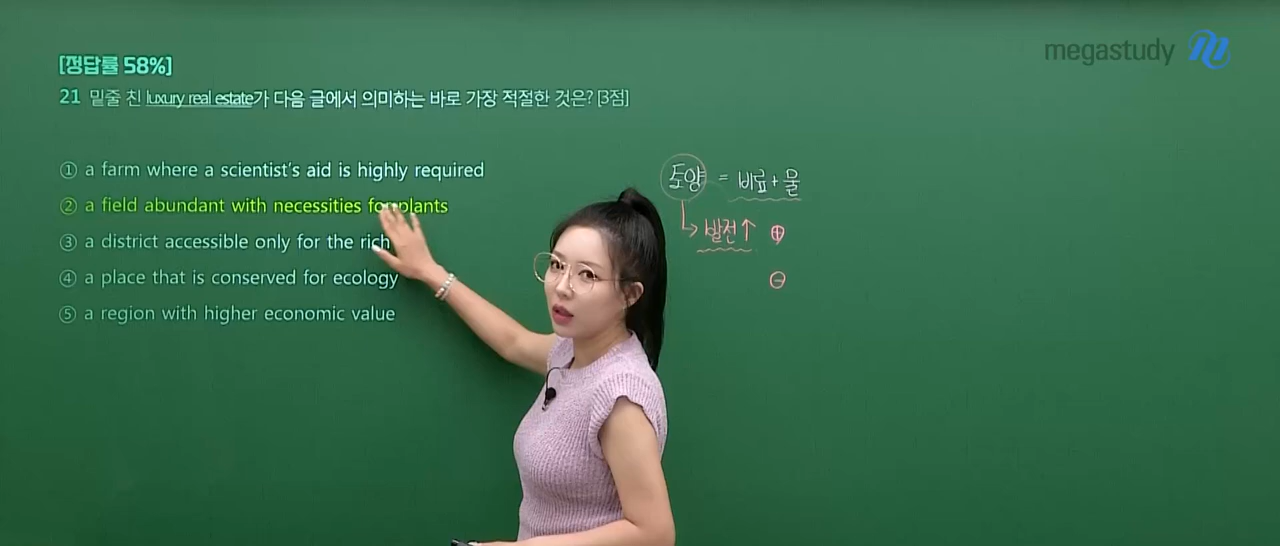 megastudy
[정답률 58%]
21 밑줄 친 luxury real estate가 다음 글에서 의미하는 바로 가장 적절한 것은? [3점]
① a farm where a scientist's aid is highly required
② a field abundant with necessities for plants
③ a district accessible only for the rich
④ a place that is conserved for ecology
⑤ a region with higher economic value
토양 = 비료+물
↳ 발전↑ ⊕
⊖